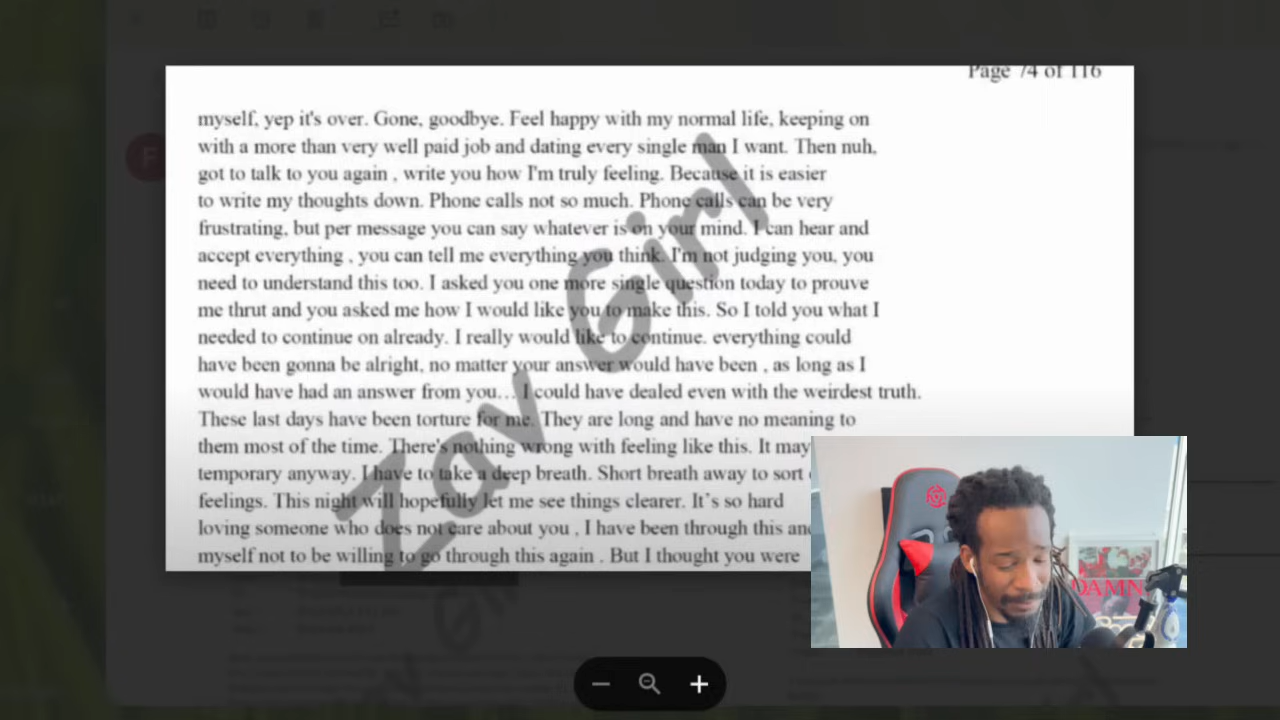 Page 74 of 116
myself, yep it's over. Gone, goodbye. Feel happy with my normal life, keeping on
with a more than very well paid job and dating every single man I want. Then nuh,
got to talk to you again , write you how I'm truly feeling. Because it is easier
to write my thoughts down. Phone calls not so much. Phone calls can be very
frustrating, but per message you can say whatever is on your mind. I can hear and
accept everything , you can tell me everything you think. I'm not judging you, you
need to understand this too. I asked you one more single question today to prouve
me thrut and you asked me how I would like you to make this. So I told you what I
needed to continue on already. I really would like to continue. everything could
have been gonna be alright, no matter your answer would have been , as long as I
would have had an answer from you… I could have dealed even with the weirdest truth.
These last days have been torture for me. They are long and have no meaning to
them most of the time. There's nothing wrong with feeling like this. It may
temporary anyway. I have to take a deep breath. Short breath away to sort
feelings. This night will hopefully let me see things clearer. It's so hard
loving someone who does not care about you , I have been through this and
myself not to be willing to go through this again . But I thought you were
Zav Girl
DAMN.